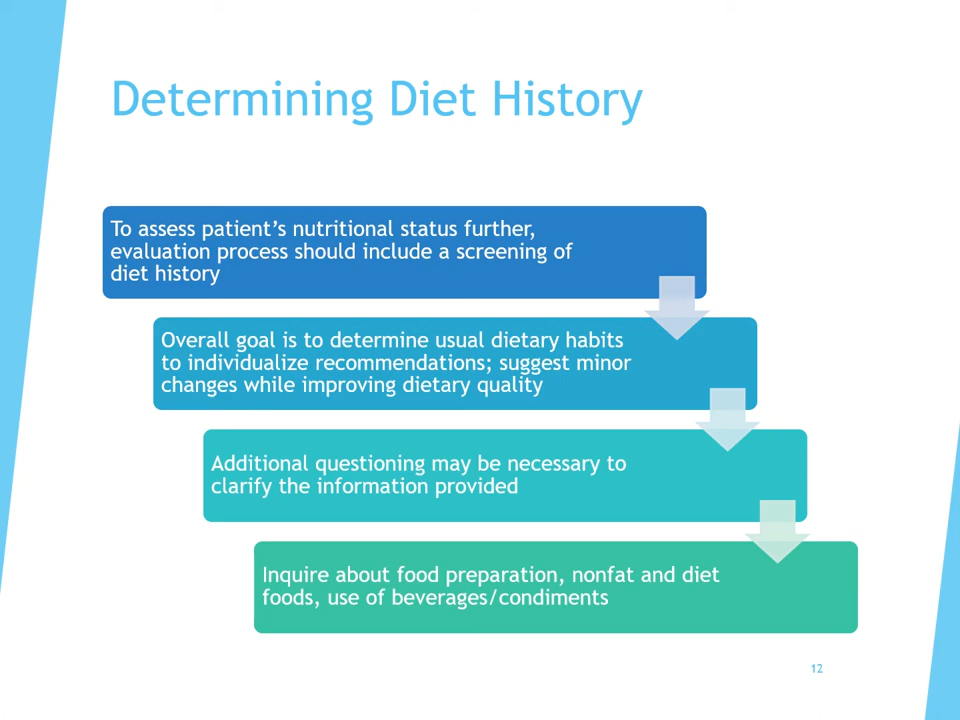 Determining Diet History
To assess patient’s nutritional status further,
evaluation process should include a screening of
diet history
Overall goal is to determine usual dietary habits
to individualize recommendations; suggest minor
changes while improving dietary quality
Additional questioning may be necessary to
clarify the information provided
Inquire about food preparation, nonfat and diet
foods, use of beverages/condiments
12